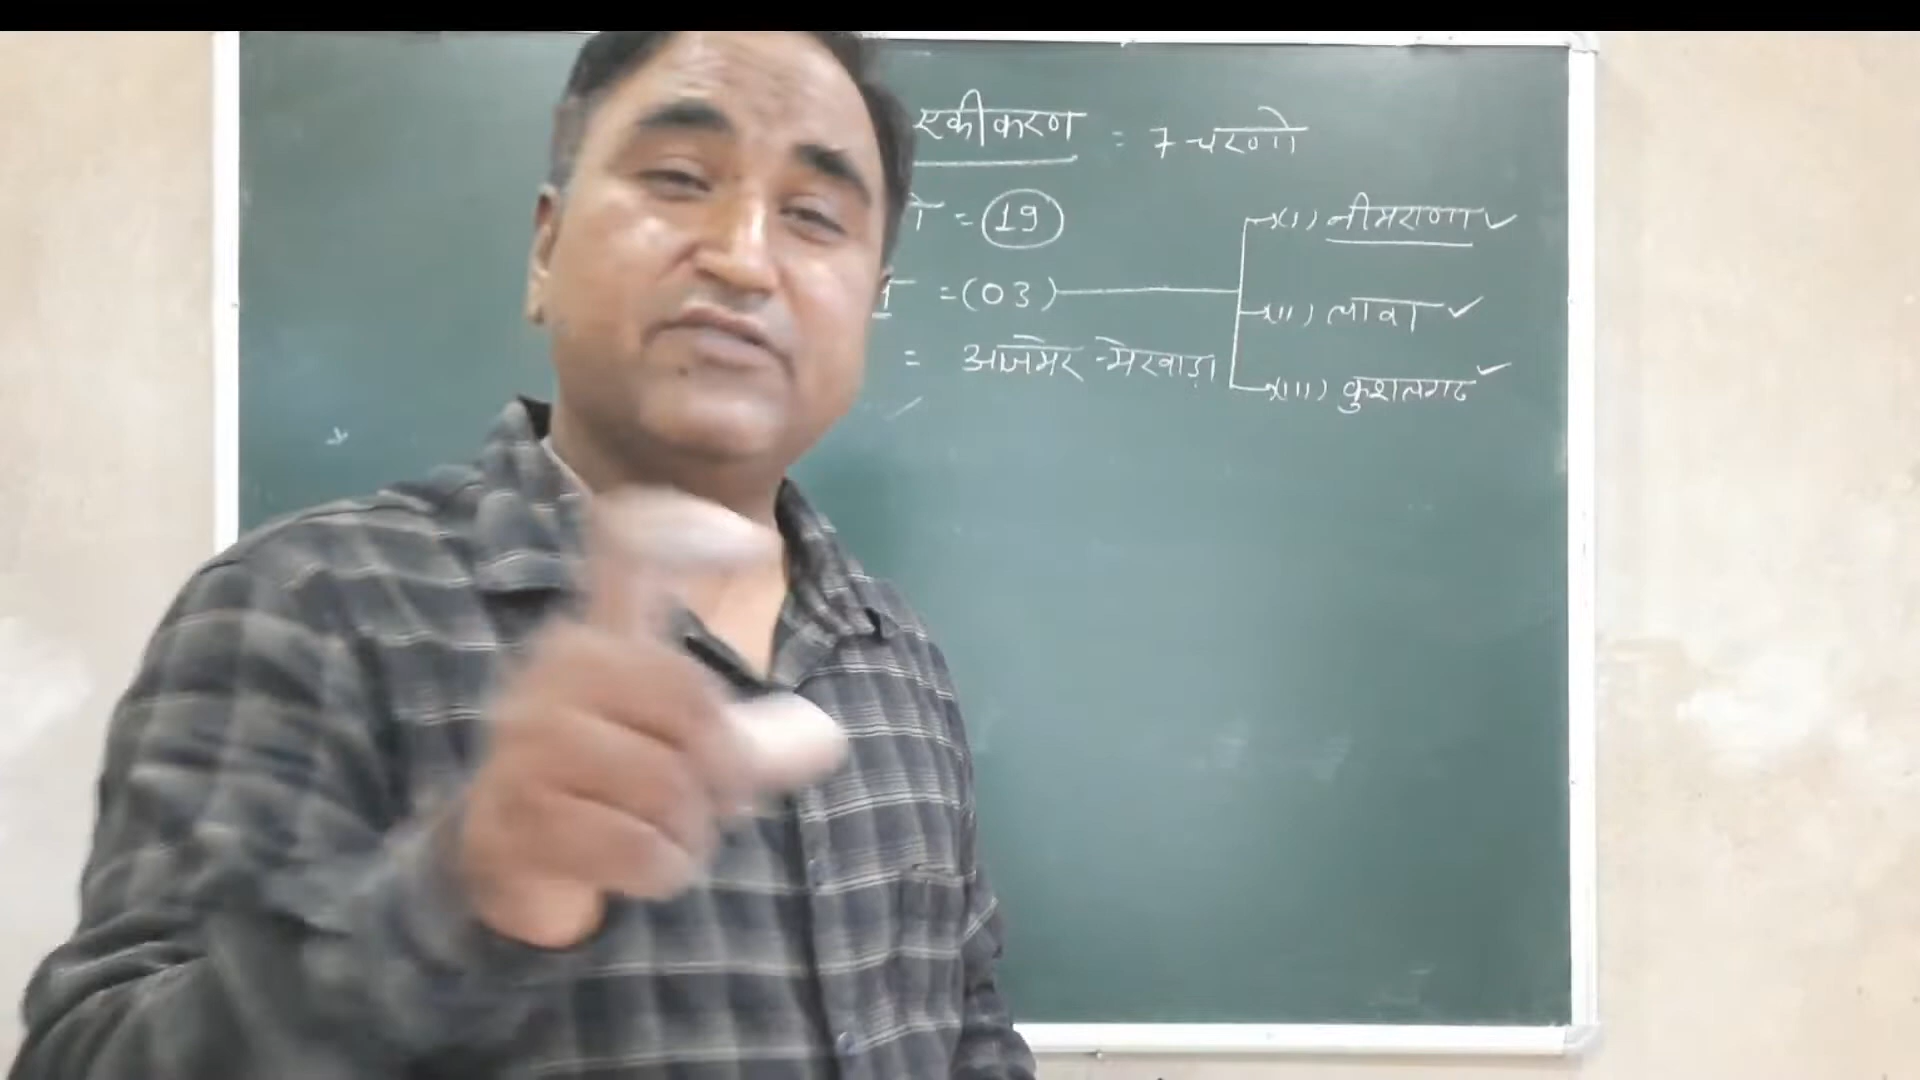 एकीकरण = 7 चरणो
= 19
= (03)
(i) नीमराणा
(ii) लावा
(iii) कुशलगढ
= अजमेर-मेरवाड़ा